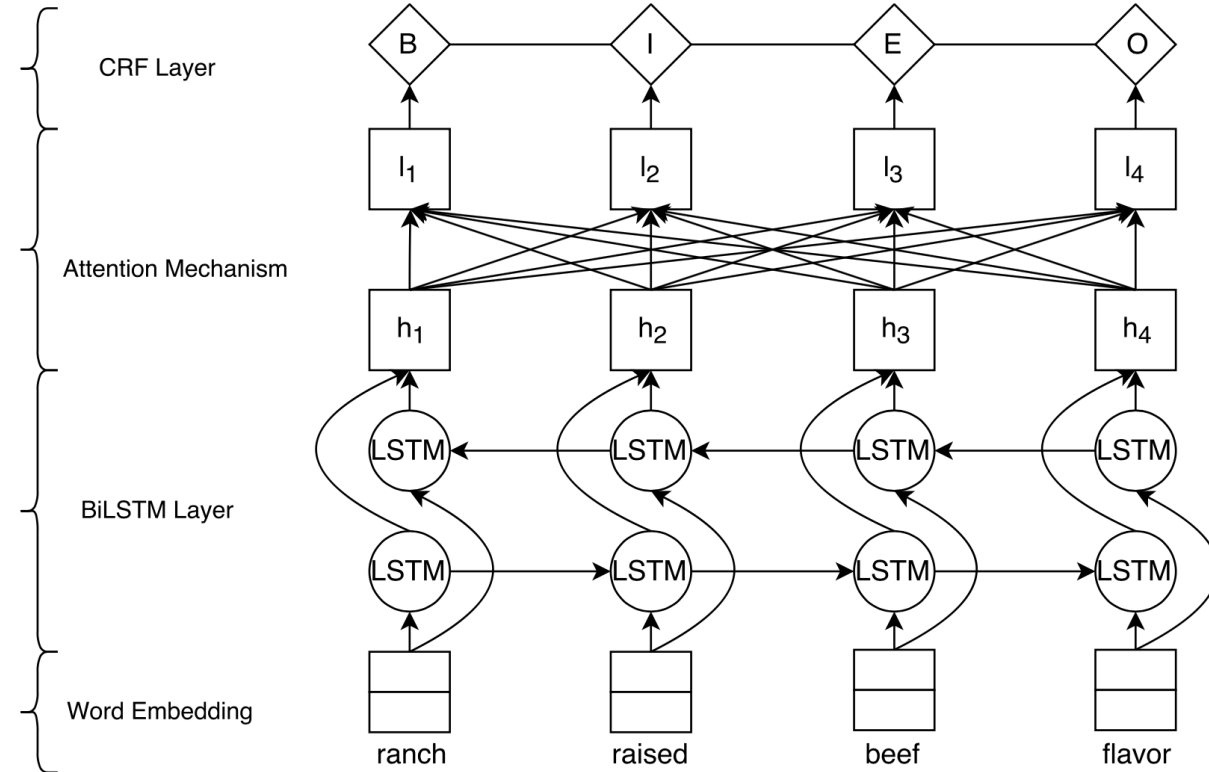 B I E O
CRF Layer
l1 l2 l3 l4
Attention Mechanism
h1 h2 h3 h4
LSTM LSTM LSTM LSTM
BiLSTM Layer
LSTM LSTM LSTM LSTM
Word Embedding
ranch raised beef flavor